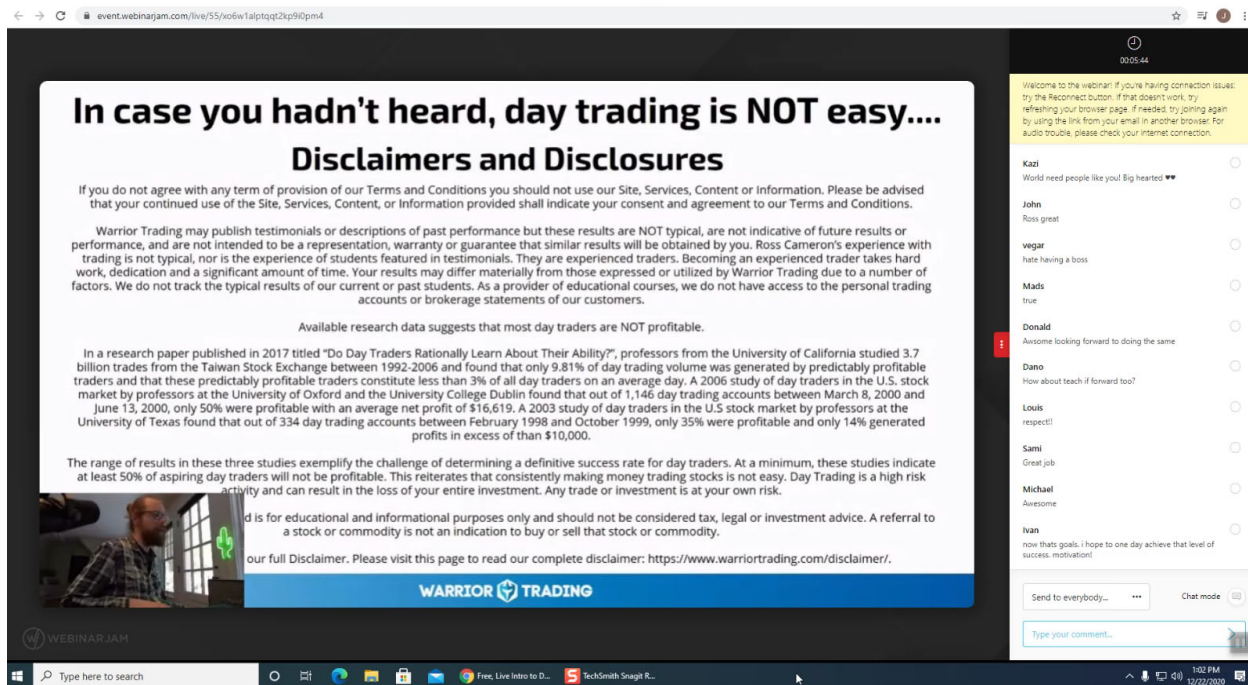 event.webinarjam.com/live/55/xo6w1alptqqt2kp9i0pm4
J
In case you hadn't heard, day trading is NOT easy....
Disclaimers and Disclosures
If you do not agree with any term of provision of our Terms and Conditions you should not use our Site, Services, Content or Information. Please be advised
that your continued use of the Site, Services, Content, or Information provided shall indicate your consent and agreement to our Terms and Conditions.
Warrior Trading may publish testimonials or descriptions of past performance but these results are NOT typical, are not indicative of future results or
performance, and are not intended to be a representation, warranty or guarantee that similar results will be obtained by you. Ross Cameron's experience with
trading is not typical, nor is the experience of students featured in testimonials. They are experienced traders. Becoming an experienced trader takes hard
work, dedication and a significant amount of time. Your results may differ materially from those expressed or utilized by Warrior Trading due to a number of
factors. We do not track the typical results of our current or past students. As a provider of educational courses, we do not have access to the personal trading
accounts or brokerage statements of our customers.
Available research data suggests that most day traders are NOT profitable.
In a research paper published in 2017 titled "Do Day Traders Rationally Learn About Their Ability?", professors from the University of California studied 3.7
billion trades from the Taiwan Stock Exchange between 1992-2006 and found that only 9.81% of day trading volume was generated by predictably profitable
traders and that these predictably profitable traders constitute less than 3% of all day traders on an average day. A 2006 study of day traders in the U.S. stock
market by professors at the University of Oxford and the University College Dublin found that out of 1,146 day trading accounts between March 8, 2000 and
June 13, 2000, only 50% were profitable with an average net profit of $16,619. A 2003 study of day traders in the U.S stock market by professors at the
University of Texas found that out of 334 day trading accounts between February 1998 and October 1999, only 35% were profitable and only 14% generated
profits in excess of than $10,000.
The range of results in these three studies exemplify the challenge of determining a definitive success rate for day traders. At a minimum, these studies indicate
at least 50% of aspiring day traders will not be profitable. This reiterates that consistently making money trading stocks is not easy. Day Trading is a high risk
activity and can result in the loss of your entire investment. Any trade or investment is at your own risk.
d is for educational and informational purposes only and should not be considered tax, legal or investment advice. A referral to
a stock or commodity is not an indication to buy or sell that stock or commodity.
our full Disclaimer. Please visit this page to read our complete disclaimer: https://www.warriortrading.com/disclaimer/.
WARRIOR TRADING
WEBINARJAM
00:05:44
Welcome to the webinar! If you're having connection issues:
try the Reconnect button. If that doesn't work, try
refreshing your browser page. If needed, try joining again
by using the link from your email in another browser. For
audio trouble, please check your internet connection.
Kazi
World need people like you! Big hearted ♥♥
John
Ross great
vegar
hate having a boss
Mads
true
Donald
Awsome looking forward to doing the same
Dano
How about teach if forward too?
Louis
respect!!
Sami
Great job
Michael
Awesome
Ivan
now thats goals. i hope to one day achieve that level of
success. motivation!
Send to everybody...
Chat mode
Type your comment...
Type here to search
Free, Live Intro to D...
TechSmith Snagit R...
1:02 PM
12/22/2020